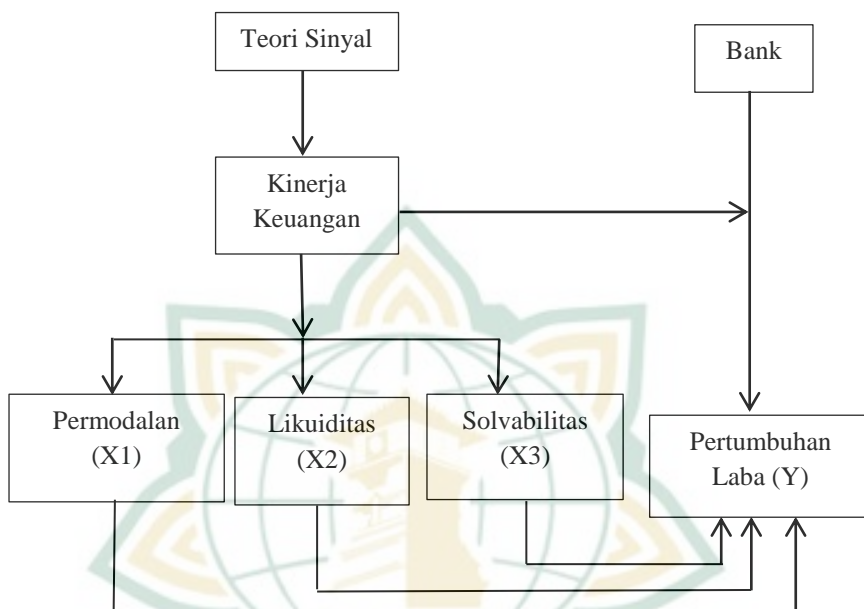 Teori Sinyal
Bank
Kinerja
Keuangan
Permodalan
(X1)
Likuiditas
(X2)
Solvabilitas
(X3)
Pertumbuhan
Laba (Y)